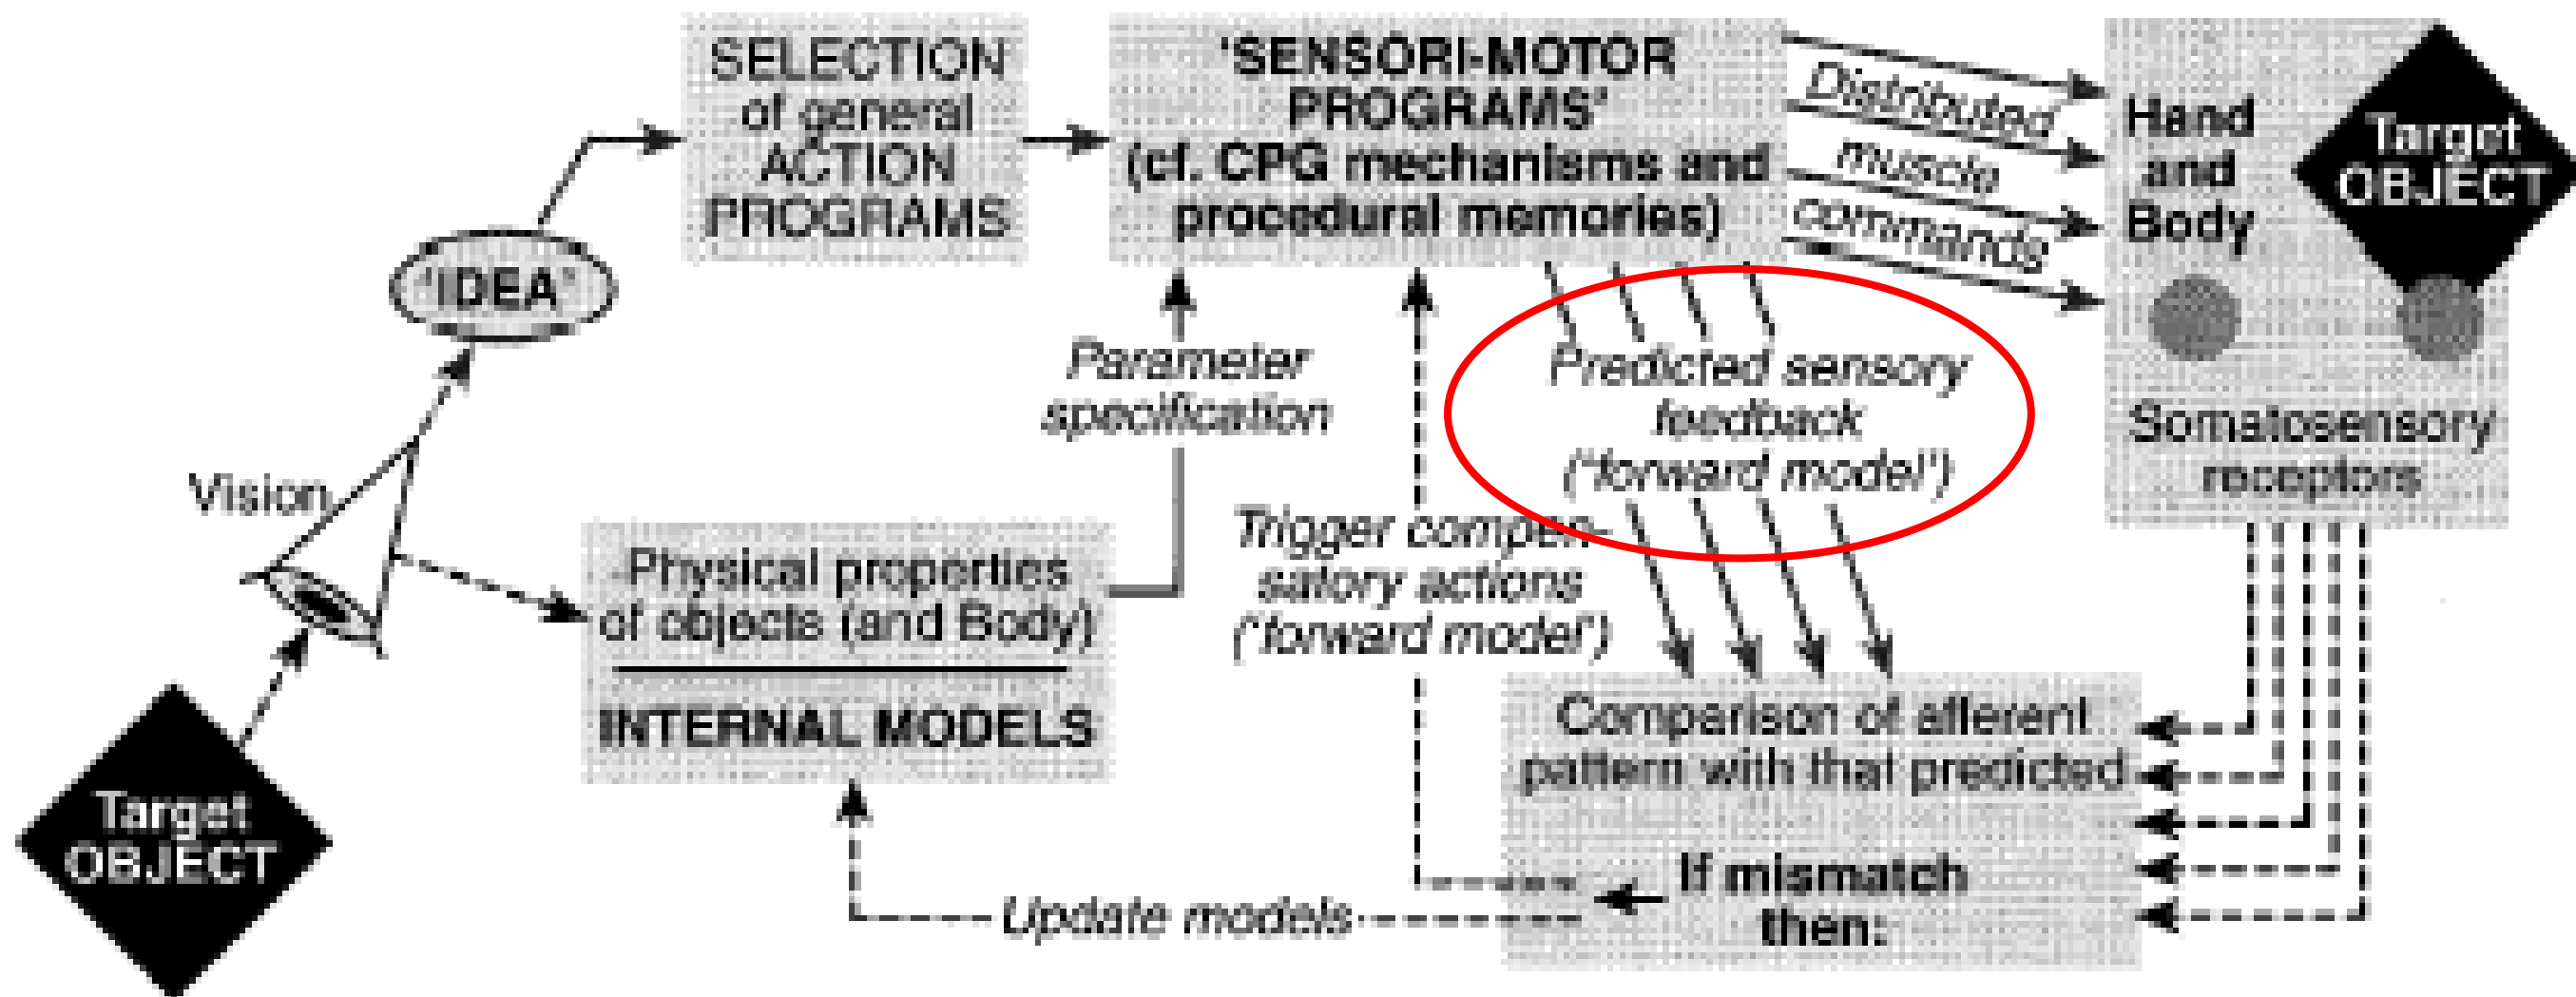 SELECTION
of general
ACTION
PROGRAMS
'SENSORI-MOTOR
PROGRAMS'
(cf. CPG mechanisms and
procedural memories)
Distributed
muscle
commands
Hand
and
Body
Target
OBJECT
Somatosensory
receptors
'IDEA'
Vision
Target
OBJECT
Physical properties
of objects (and Body)
INTERNAL MODELS
Parameter
specification
Trigger compen-
satory actions
('forward model')
Predicted sensory
feedback
("forward model")
Comparison of afferent
pattern with that predicted
If mismatch
then:
Update models